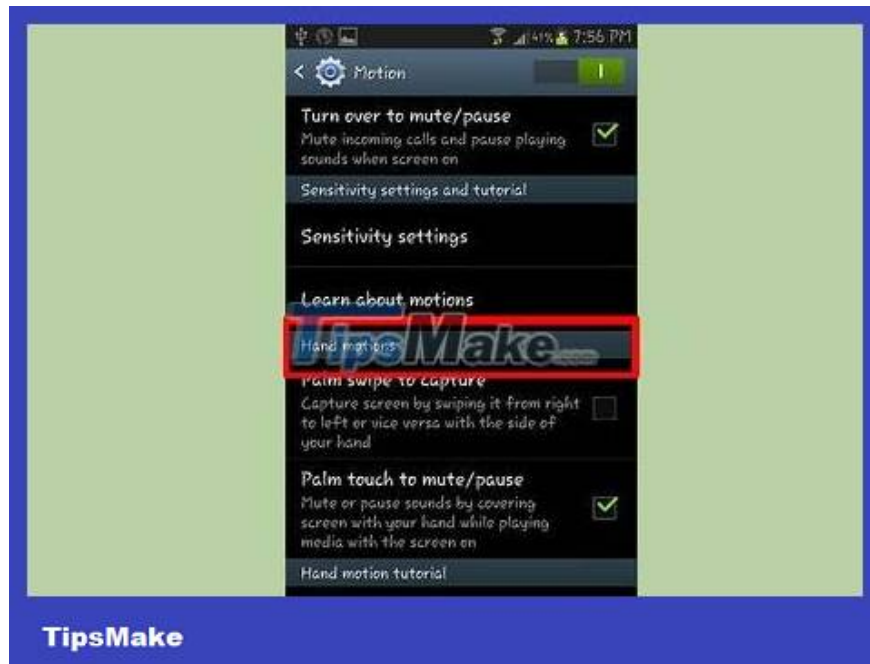 41% 7:56 PM
< Motion
Turn over to mute/pause
Mute incoming calls and pause playing
sounds when screen on
Sensitivity settings and tutorial
Sensitivity settings
Learn about motions
TipsMake
Hand motions
Palm swipe to capture
Capture screen by swiping it from right
to left or vice versa with the side of
your hand
Palm touch to mute/pause
Mute or pause sounds by covering
screen with your hand while playing
media with the screen on
Hand motion tutorial
TipsMake